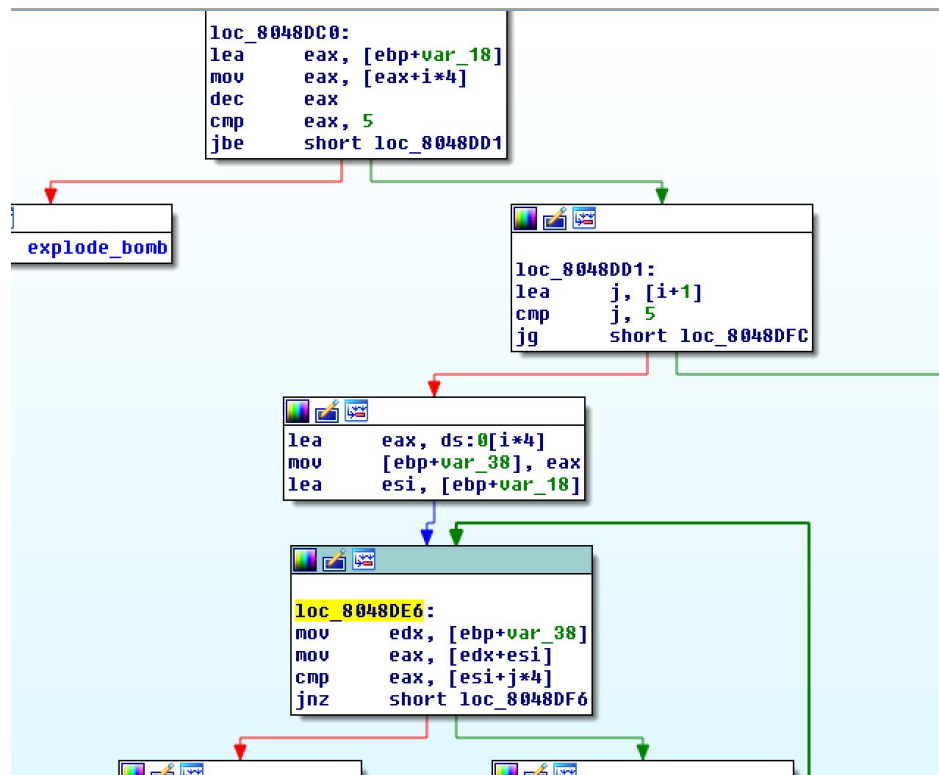 loc_8048DC0:
lea eax, [ebp+var_18]
mov eax, [eax+i*4]
dec eax
cmp eax, 5
jbe short loc_8048DD1
explode_bomb
loc_8048DD1:
lea j, [i+1]
cmp j, 5
jg short loc_8048DFC
lea eax, ds:0[i*4]
mov [ebp+var_38], eax
lea esi, [ebp+var_18]
loc_8048DE6:
mov edx, [ebp+var_38]
mov eax, [edx+esi]
cmp eax, [esi+j*4]
jnz short loc_8048DF6